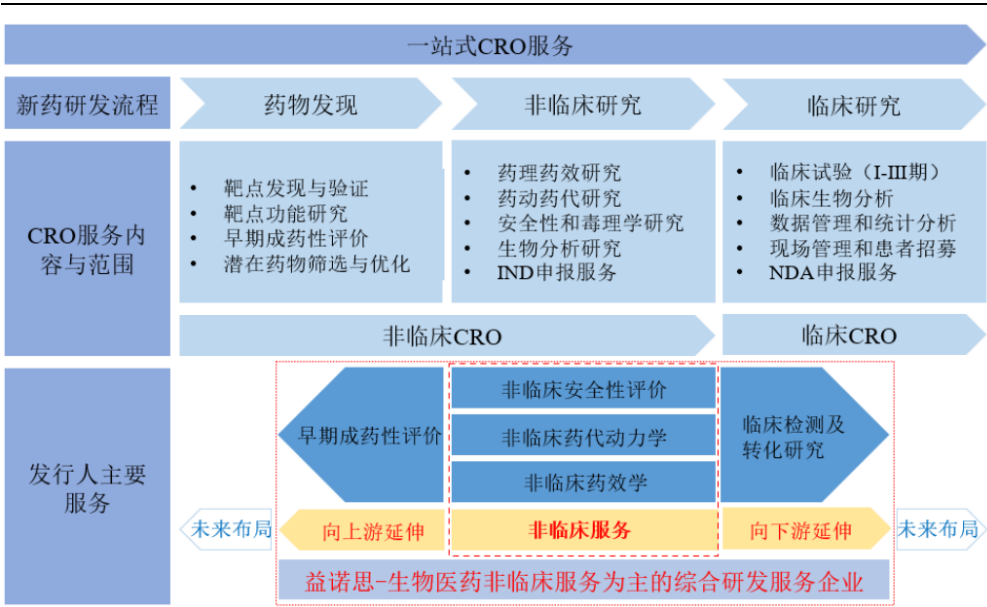 一站式CRO服务
新药研发流程
药物发现
非临床研究
临床研究
CRO服务内
容与范围
• 靶点发现与验证
• 靶点功能研究
• 早期成药性评价
• 潜在药物筛选与优化
• 药理药效研究
• 药动药代研究
• 安全性和毒理学研究
• 生物分析研究
• IND申报服务
• 临床试验（I-III期）
• 临床生物分析
• 数据管理和统计分析
• 现场管理和患者招募
• NDA申报服务
非临床CRO
临床CRO
发行人主要
服务
早期成药性评价
非临床安全性评价
非临床药代动力学
非临床药效学
临床检测及
转化研究
未来布局
向上游延伸
非临床服务
向下游延伸
未来布局
益诺思-生物医药非临床服务为主的综合研发服务企业